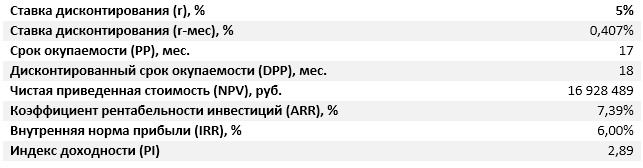 Ставка дисконтирования (r), % 5%
Ставка дисконтирования (r-мес), % 0,407%
Срок окупаемости (PP), мес. 17
Дисконтированный срок окупаемости (DPP), мес. 18
Чистая приведенная стоимость (NPV), руб. 16 928 489
Коэффициент рентабельности инвестиций (ARR), % 7,39%
Внутренняя норма прибыли (IRR), % 6,00%
Индекс доходности (PI) 2,89